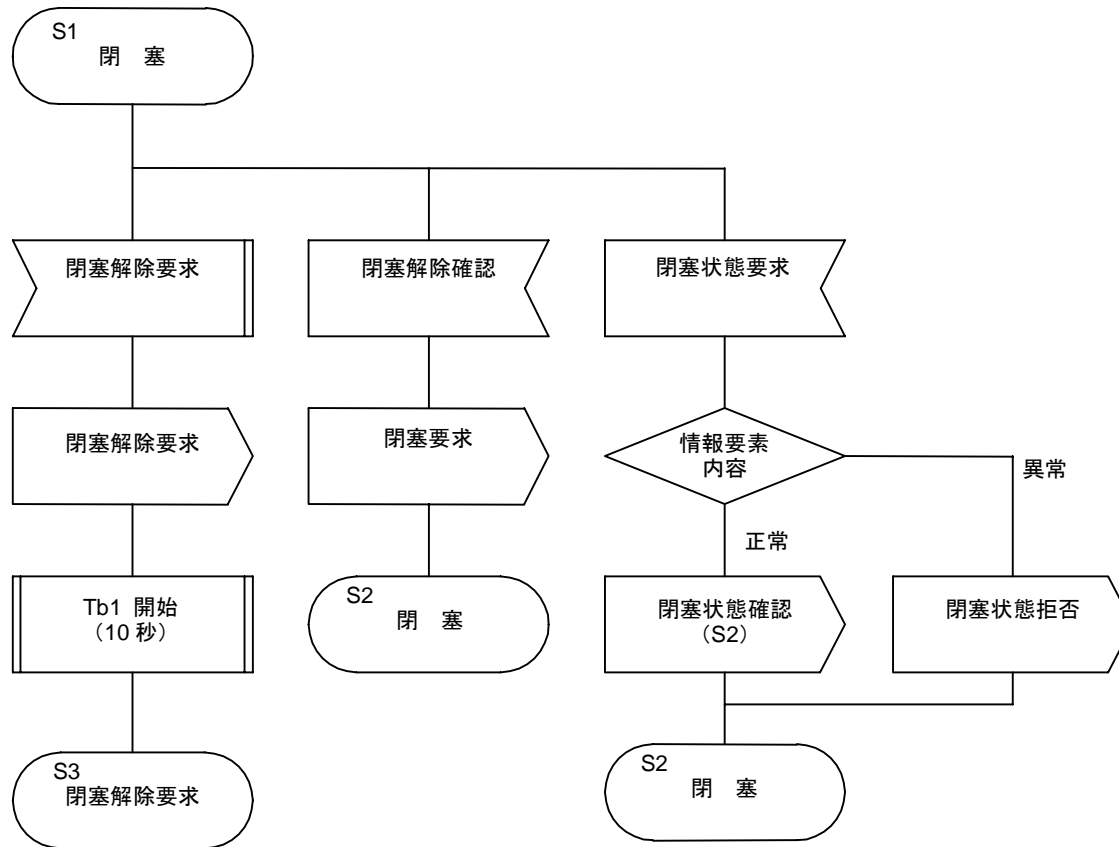 S1
閉 塞
閉塞解除要求
閉塞解除確認
閉塞状態要求
閉塞解除要求
閉塞要求
情報要素
内容
異常
正常
Tb1 開始
（10 秒）
S2
閉 塞
閉塞状態確認
（S2）
閉塞状態拒否
S3
閉塞解除要求
S2
閉 塞